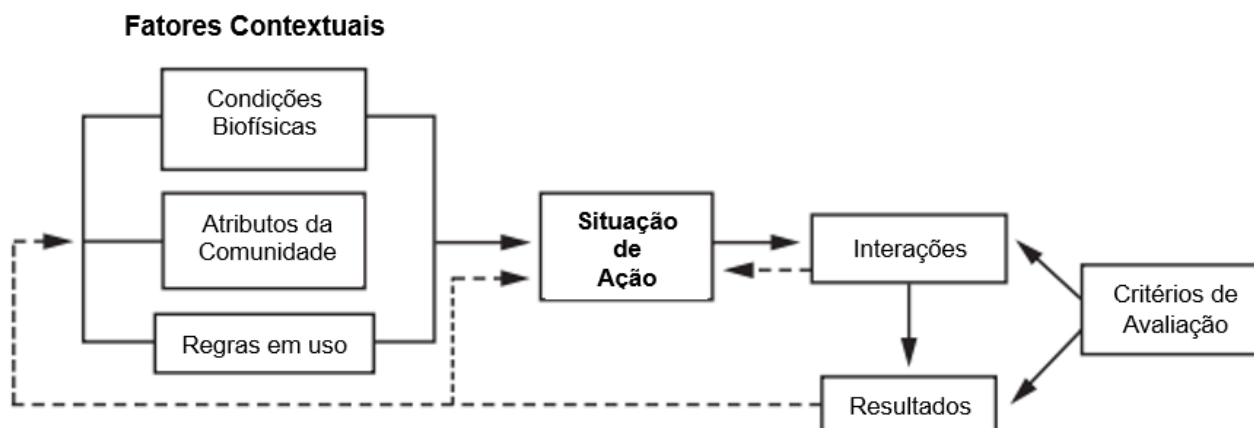 Fatores Contextuais
Condições
Biofísicas
Atributos da
Comunidade
Regras em uso
Situação
de
Ação
Interações
Resultados
Critérios de
Avaliação